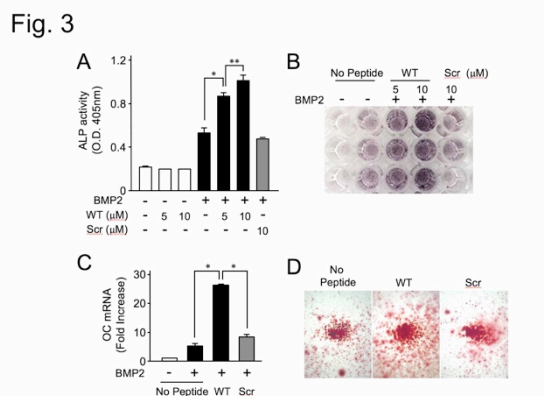 Fig. 3
A
ALP activity
(O.D. 405nm)
1.2
0.8
0.4
0
* **
BMP2 - - - + + + +
WT (μM) - 5 10 - 5 10 -
Scr (μM) - - - - - - 10
B
No Peptide WT Scr (μM)
5 10 10
BMP2 - - + + +
C
OC mRNA
(Fold Increase)
30
20
10
0
* *
BMP2 - + + +
No Peptide WT Scr
D
No
Peptide WT Scr